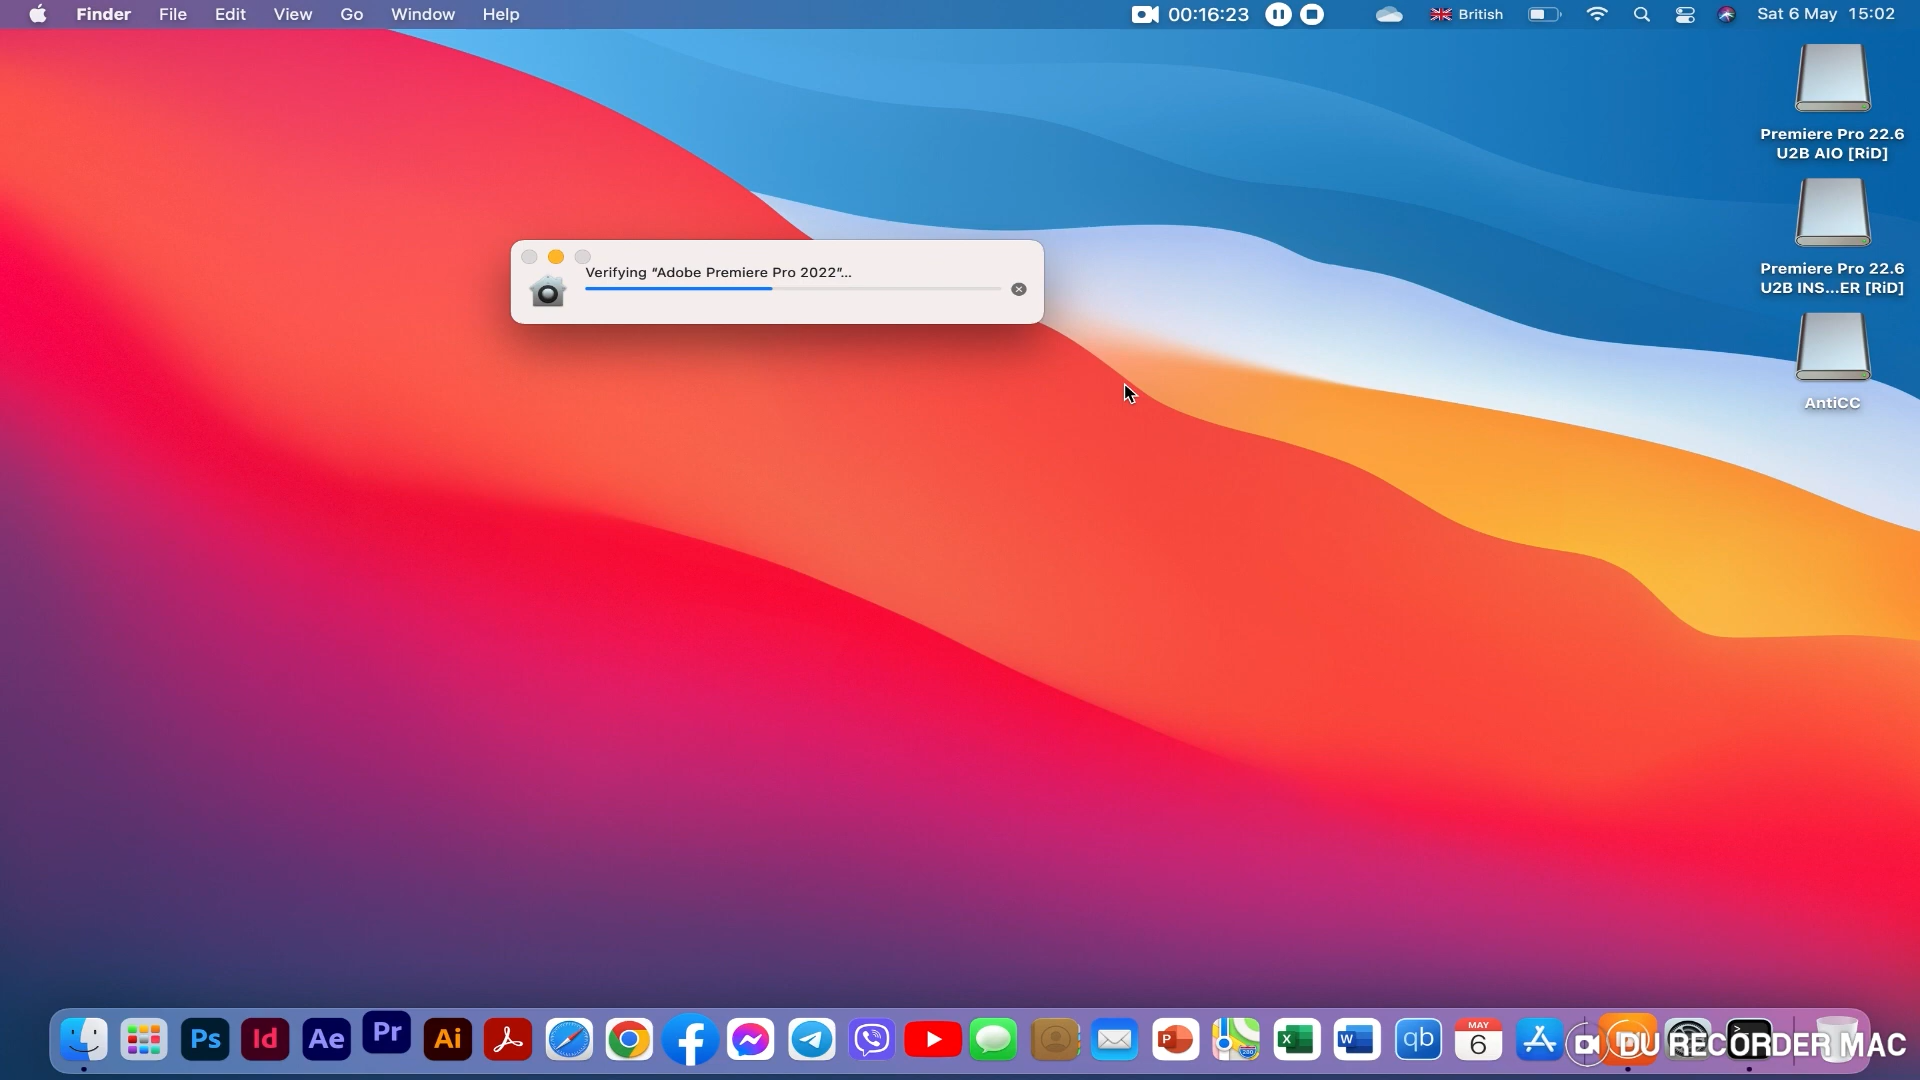 Finder File Edit View Go Window Help 00:16:23 British Sat 6 May 15:02
Premiere Pro 22.6
U2B AIO [RiD]
Premiere Pro 22.6
U2B INS...ER [RiD]
AntiCC
Verifying “Adobe Premiere Pro 2022”...
Ps Id Ae Pr Ai P X W qb MAY
6
DU RECORDER MAC